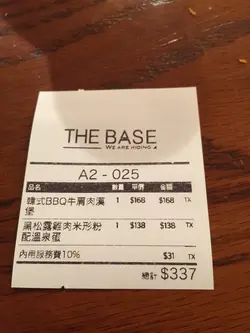 THE BASE
WE ARE HIDING A
A2 - 025
品名 數量 單價 金額
韓式BBQ牛肩肉漢 1 $168 $168 TX
堡
黑松露雞肉米形粉 1 $138 $138 TX
配溫泉蛋
內用服務費10% $31 TX
總計 $337